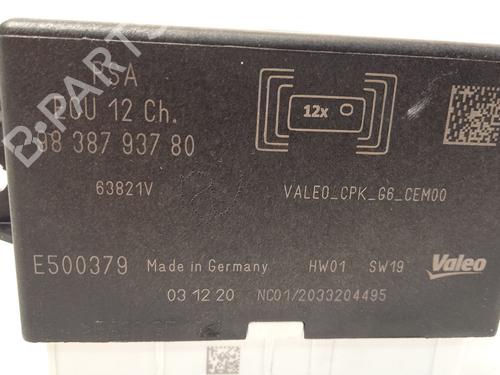 PSA
ECU 12 Ch.
98 387 937 80
12x
63821V
VALEO_CPK_G6_CEM00
E500379
Made in Germany
HW01 SW19
Valeo
03 12 20
NC01/2033204495
B-PARTS